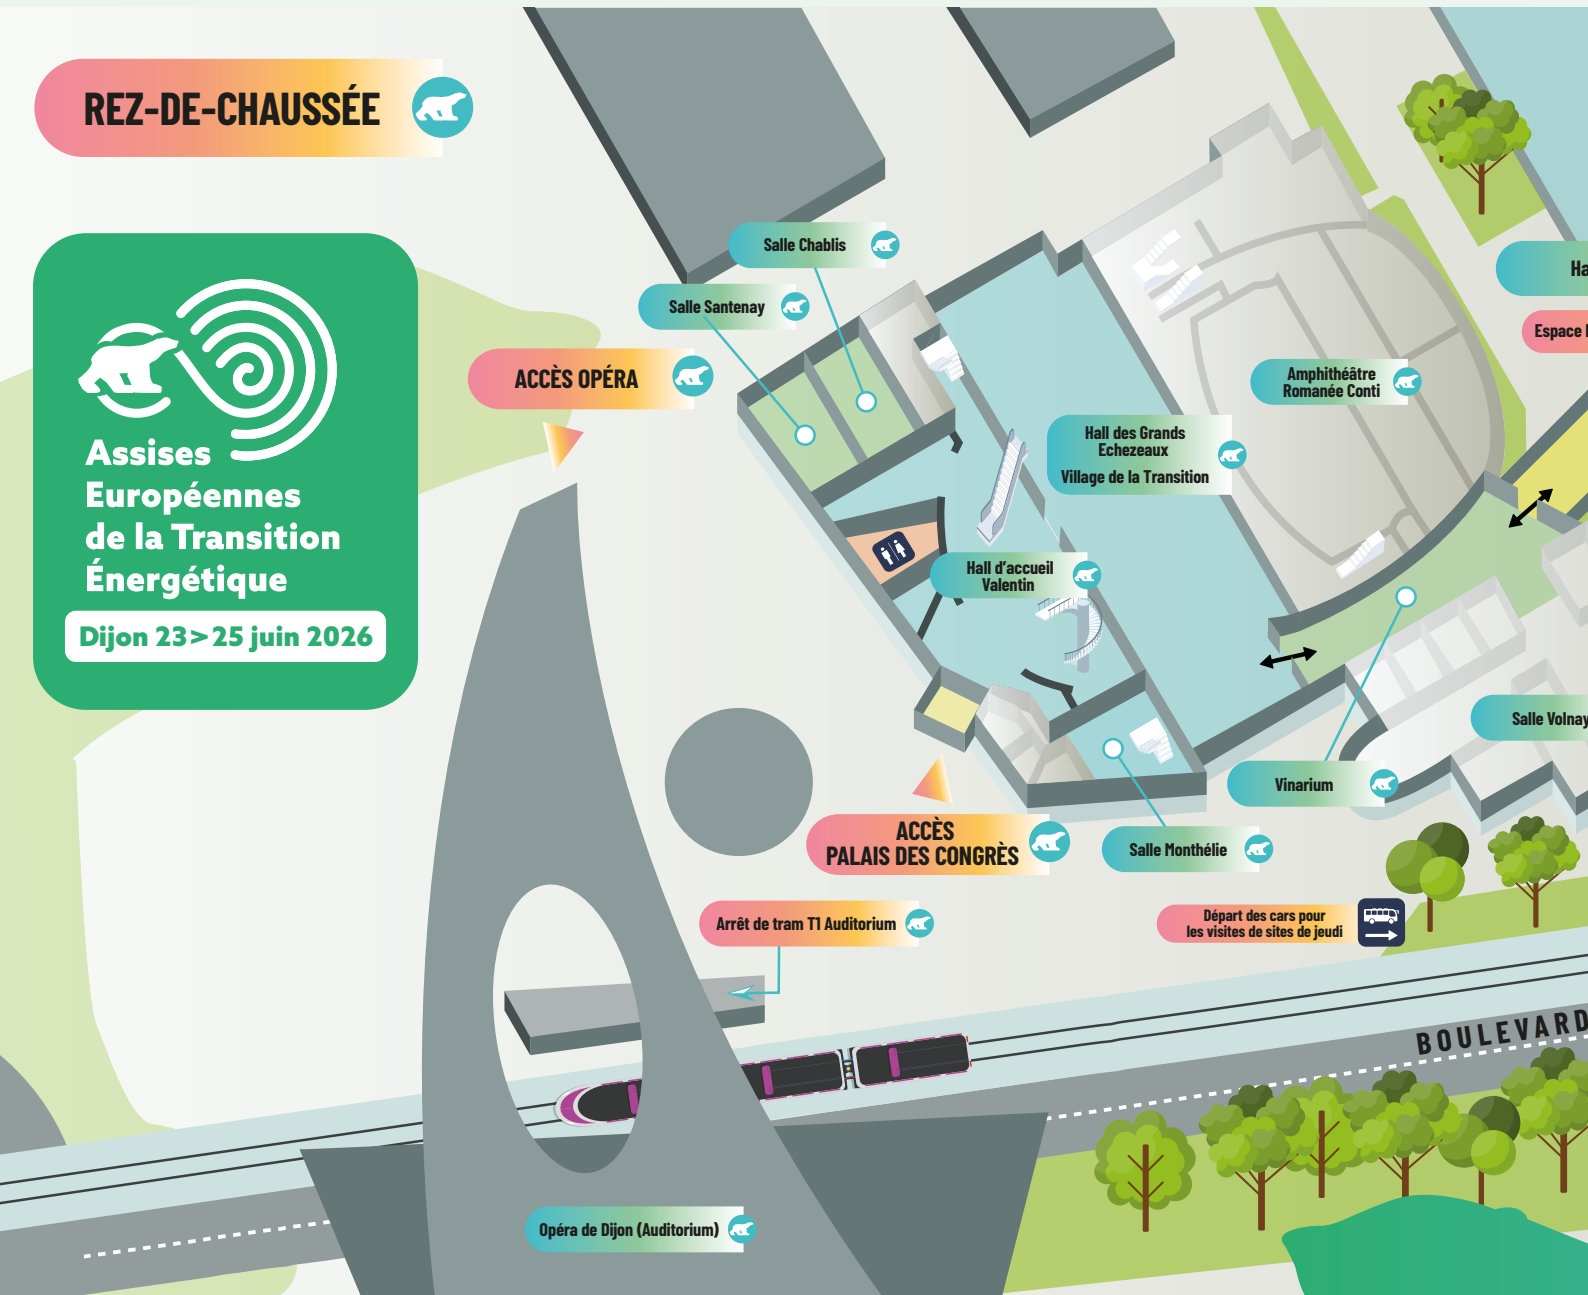 REZ-DE-CHAUSSÉE
Assises
Européennes
de la Transition
Énergétique
Dijon 23>25 juin 2026
Salle Chablis
Salle Santenay
ACCÈS OPÉRA
Amphithéâtre
Romanée Conti
Hall des Grands
Echezeaux
Village de la Transition
Hall d'accueil
Valentin
Espace
Salle Volnay
Vinarium
ACCÈS
PALAIS DES CONGRÈS
Salle Monthélie
Arrêt de tram T1 Auditorium
Départ des cars pour
les visites de sites de jeudi
BOULEVARD
Opéra de Dijon (Auditorium)